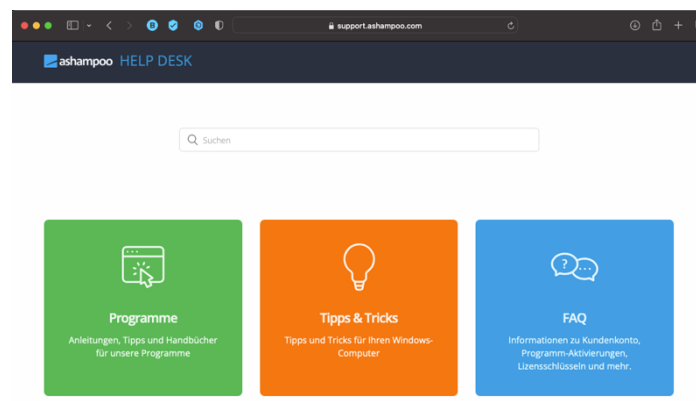 support.ashampoo.com
ashampoo HELP DESK
Suchen
Programme
Anleitungen, Tipps und Handbücher
für unsere Programme
Tipps & Tricks
Tipps und Tricks für Ihren Windows-
Computer
FAQ
Informationen zu Kundenkonto,
Programm-Aktivierungen,
Lizensschlüsseln und mehr.